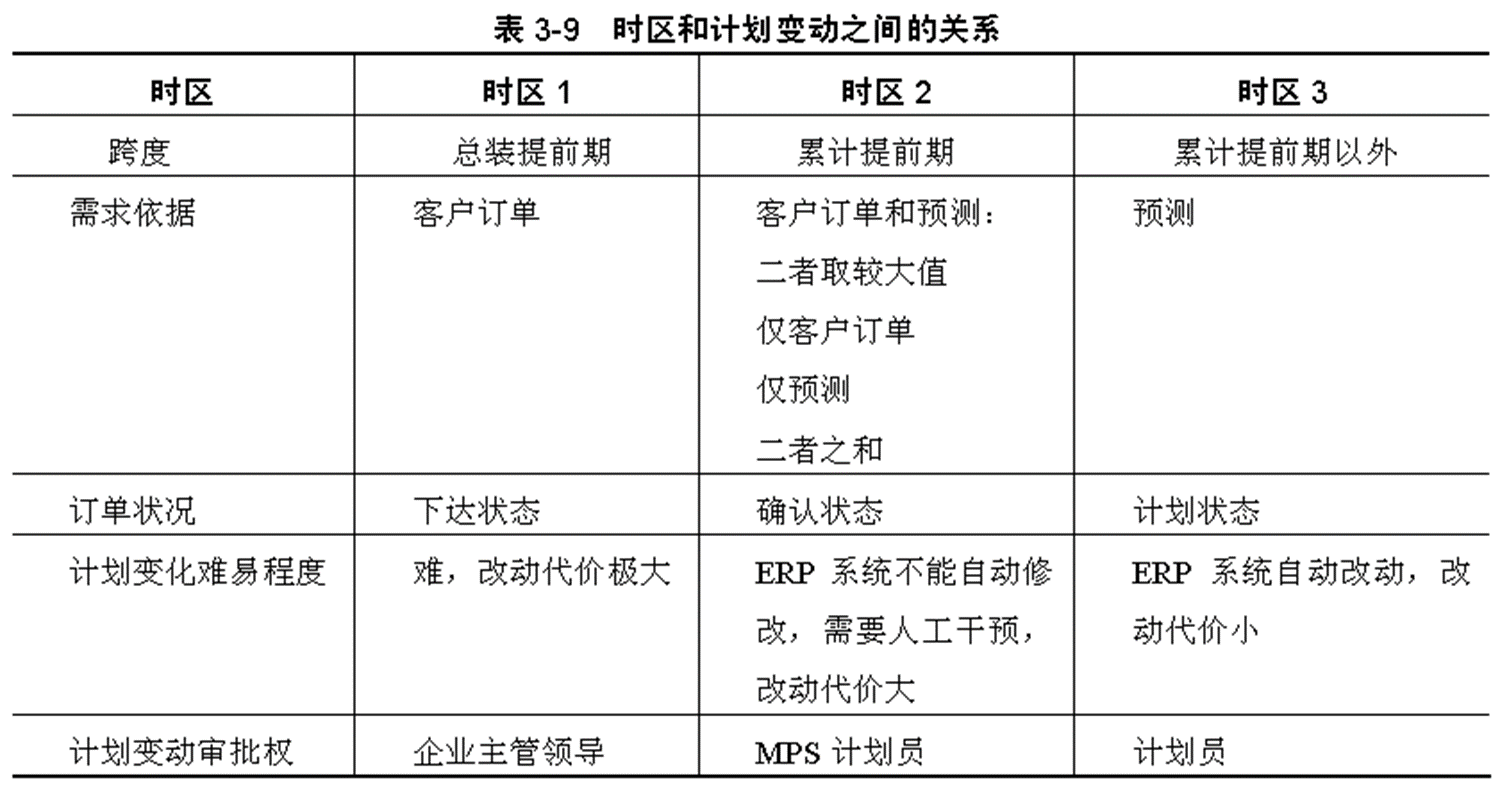 表 3-9 时区和计划变动之间的关系
时区 时区 1 时区 2 时区 3
跨度 总装提前期 累计提前期 累计提前期以外
需求依据 客户订单 客户订单和预测： 预测
二者取较大值
仅客户订单
仅预测
二者之和
订单状况 下达状态 确认状态 计划状态
计划变化难易程度 难，改动代价极大 ERP 系统不能自动修 ERP 系统自动改动，改
改，需要人工干预， 动代价小
改动代价大
计划变动审批权 企业主管领导 MPS 计划员 计划员